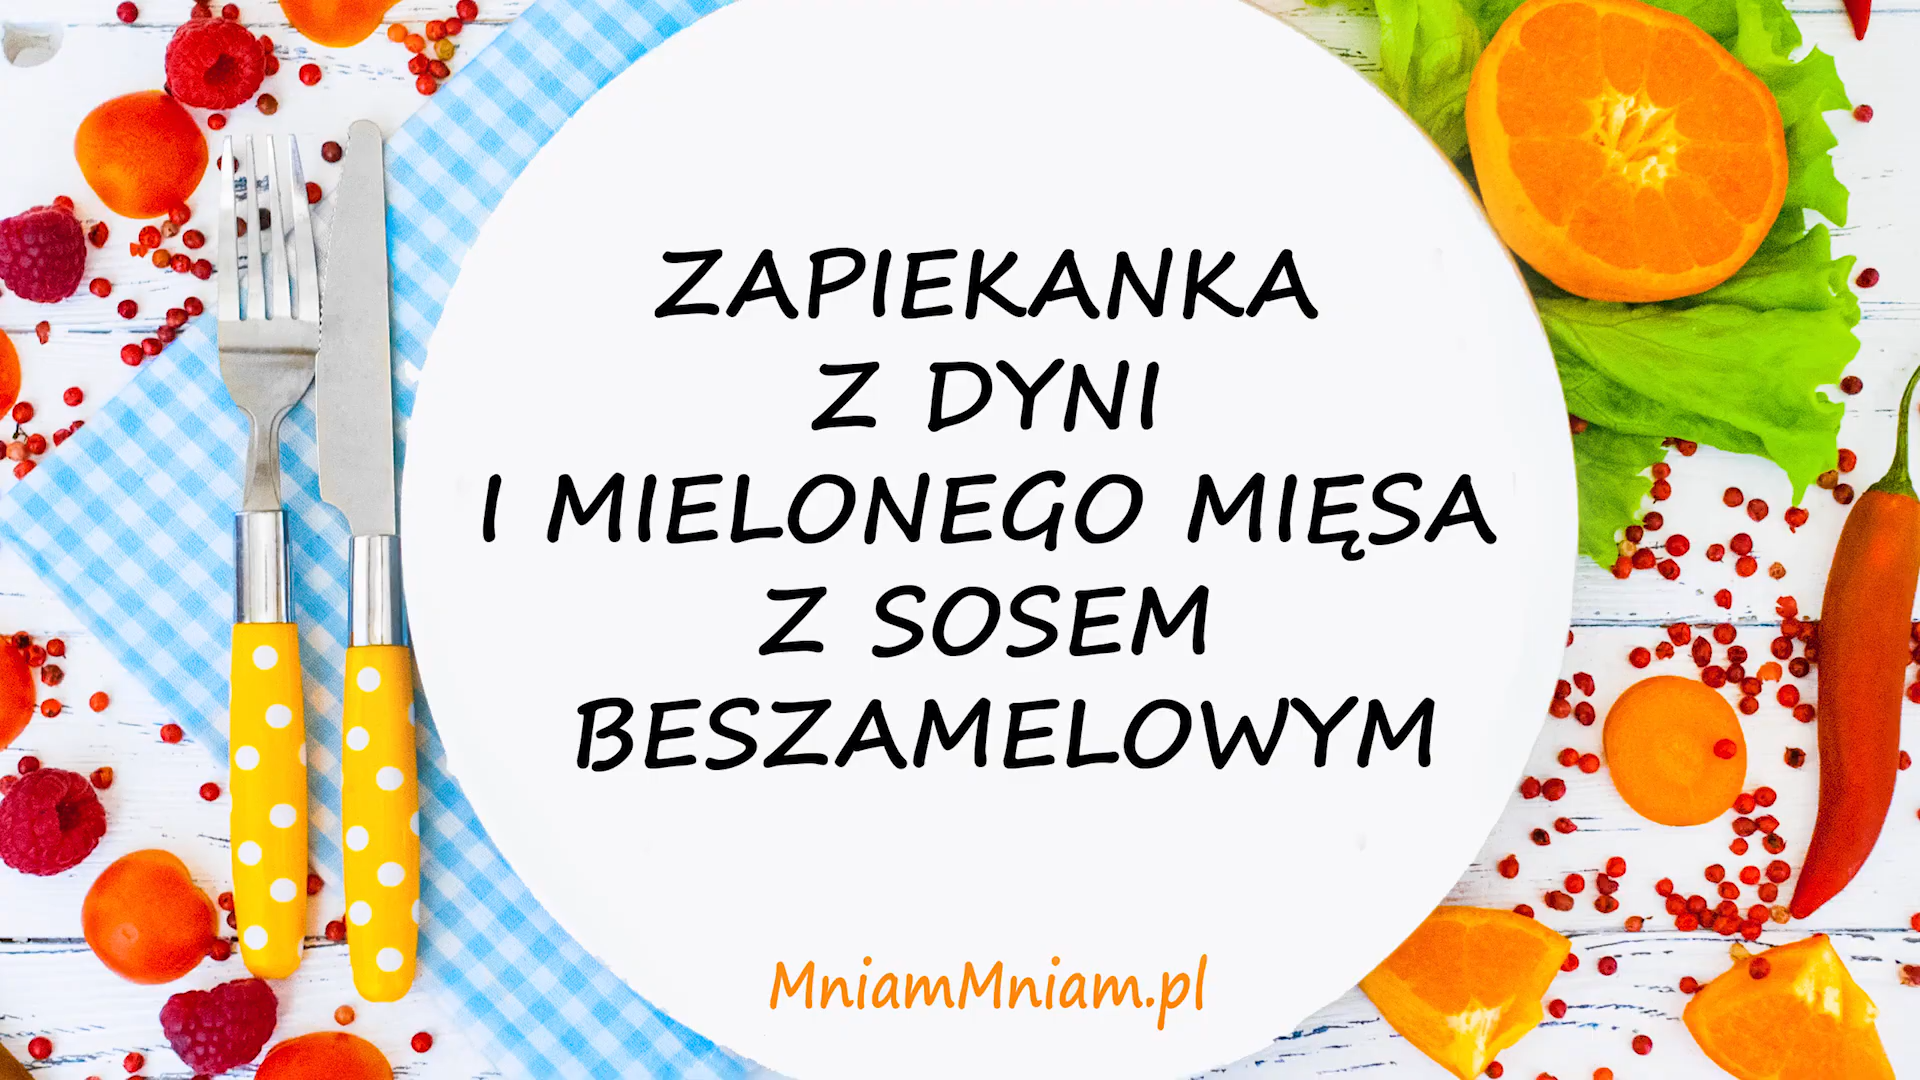 ZAPIEKANKA
Z DYNI
I MIELONEGO MIĘSA
Z SOSEM
BESZAMELOWYM
MniamMniam.pl